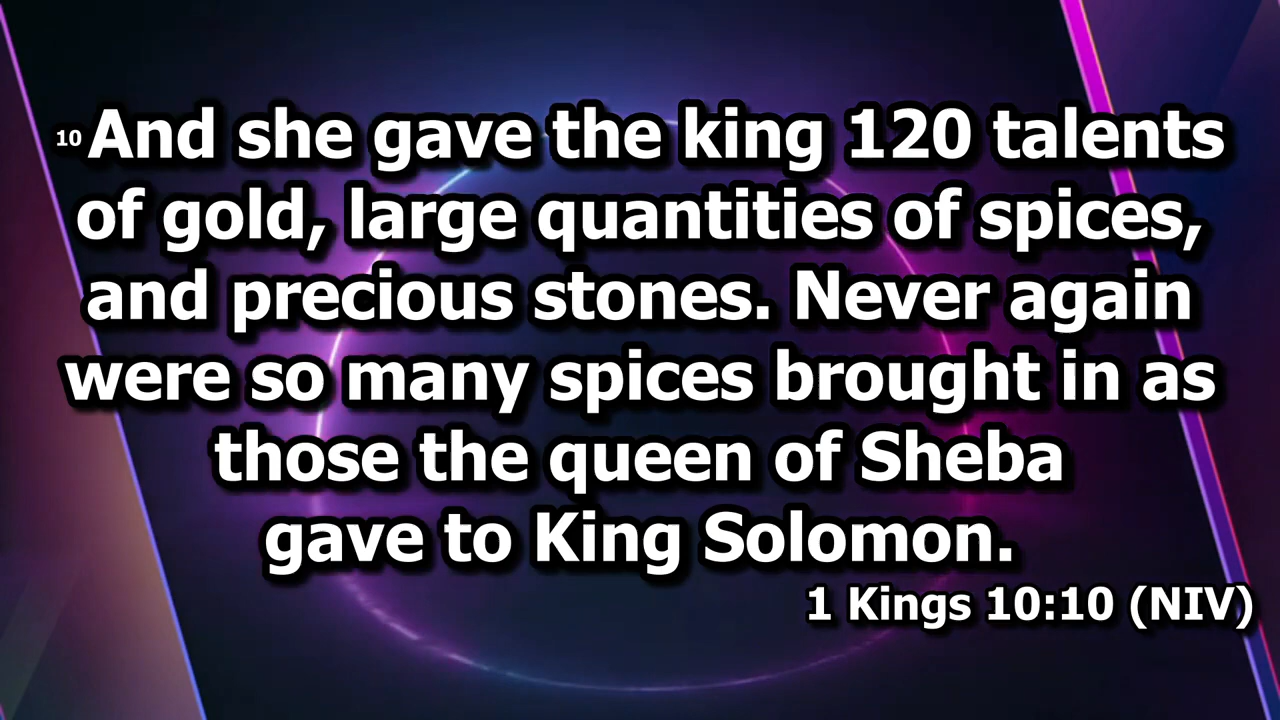 10 And she gave the king 120 talents
of gold, large quantities of spices,
and precious stones. Never again
were so many spices brought in as
those the queen of Sheba
gave to King Solomon.
1 Kings 10:10 (NIV)